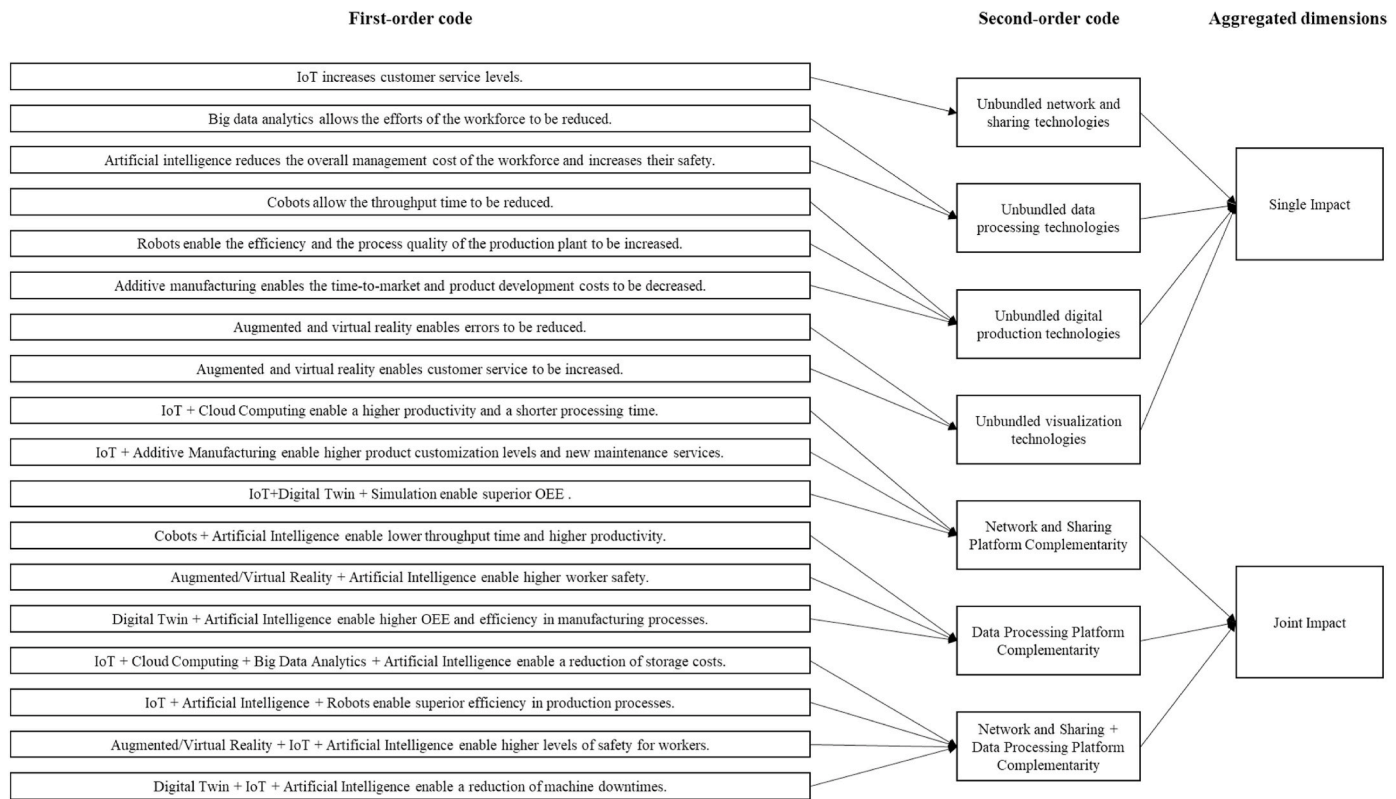 First-order code
Second-order code
Aggregated dimensions
IoT increases customer service levels.
Big data analytics allows the efforts of the workforce to be reduced.
Artificial intelligence reduces the overall management cost of the workforce and increases their safety.
Cobots allow the throughput time to be reduced.
Robots enable the efficiency and the process quality of the production plant to be increased.
Additive manufacturing enables the time-to-market and product development costs to be decreased.
Augmented and virtual reality enables errors to be reduced.
Augmented and virtual reality enables customer service to be increased.
IoT + Cloud Computing enable a higher productivity and a shorter processing time.
IoT + Additive Manufacturing enable higher product customization levels and new maintenance services.
IoT+Digital Twin + Simulation enable superior OEE .
Cobots + Artificial Intelligence enable lower throughput time and higher productivity.
Augmented/Virtual Reality + Artificial Intelligence enable higher worker safety.
Digital Twin + Artificial Intelligence enable higher OEE and efficiency in manufacturing processes.
IoT + Cloud Computing + Big Data Analytics + Artificial Intelligence enable a reduction of storage costs.
IoT + Artificial Intelligence + Robots enable superior efficiency in production processes.
Augmented/Virtual Reality + IoT + Artificial Intelligence enable higher levels of safety for workers.
Digital Twin + IoT + Artificial Intelligence enable a reduction of machine downtimes.
Unbundled network and
sharing technologies
Unbundled data
processing technologies
Unbundled digital
production technologies
Unbundled visualization
technologies
Network and Sharing
Platform Complementarity
Data Processing Platform
Complementarity
Network and Sharing +
Data Processing Platform
Complementarity
Single Impact
Joint Impact